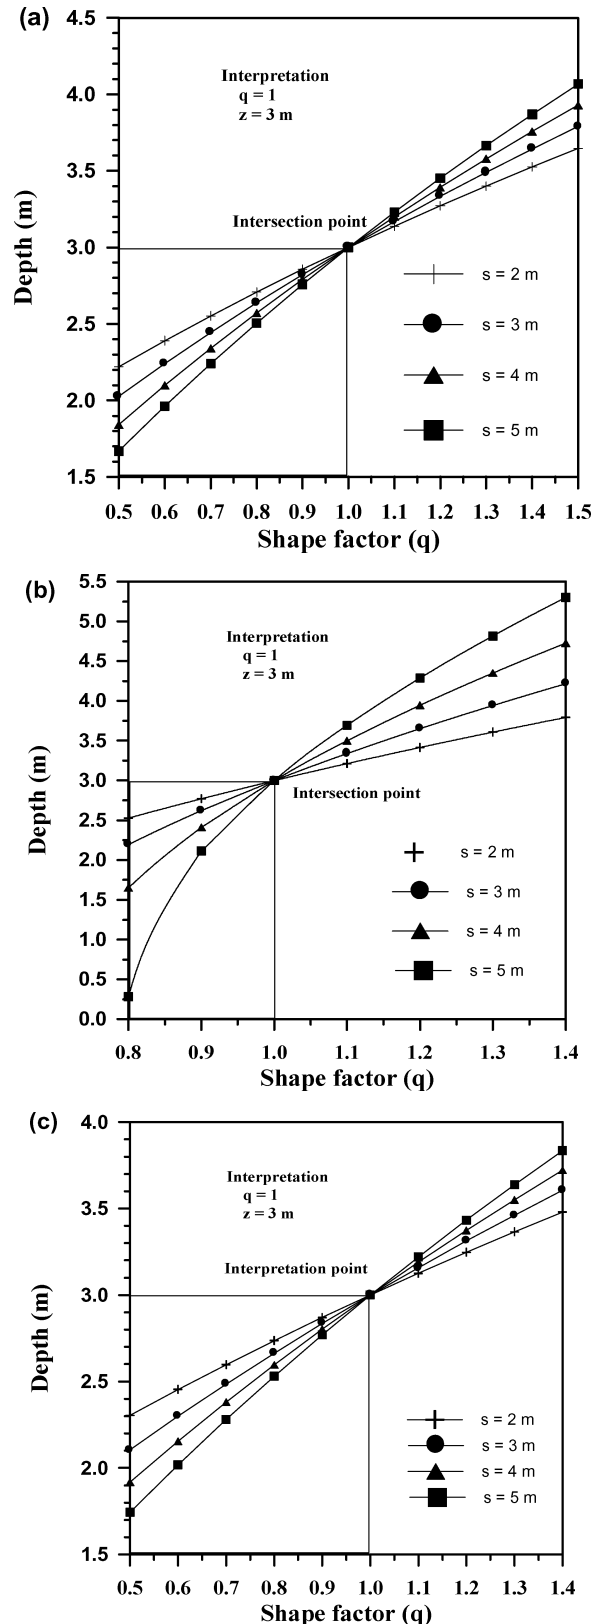 (a)
4.5
4.0
3.5
3.0
2.5
2.0
1.5
Depth (m)
Interpretation
q = 1
z = 3 m
Intersection point
s = 2 m
s = 3 m
s = 4 m
s = 5 m
0.5 0.6 0.7 0.8 0.9 1.0 1.1 1.2 1.3 1.4 1.5
Shape factor (q)
(b)
5.5
5.0
4.5
4.0
3.5
3.0
2.5
2.0
1.5
1.0
0.5
0.0
Depth (m)
Interpretation
q = 1
z = 3 m
Intersection point
s = 2 m
s = 3 m
s = 4 m
s = 5 m
0.8 0.9 1.0 1.1 1.2 1.3 1.4
Shape factor (q)
(c)
4.0
3.5
3.0
2.5
2.0
1.5
Depth (m)
Interpretation
q = 1
z = 3 m
Interpretation point
s = 2 m
s = 3 m
s = 4 m
s = 5 m
0.5 0.6 0.7 0.8 0.9 1.0 1.1 1.2 1.3 1.4
Shape factor (q)